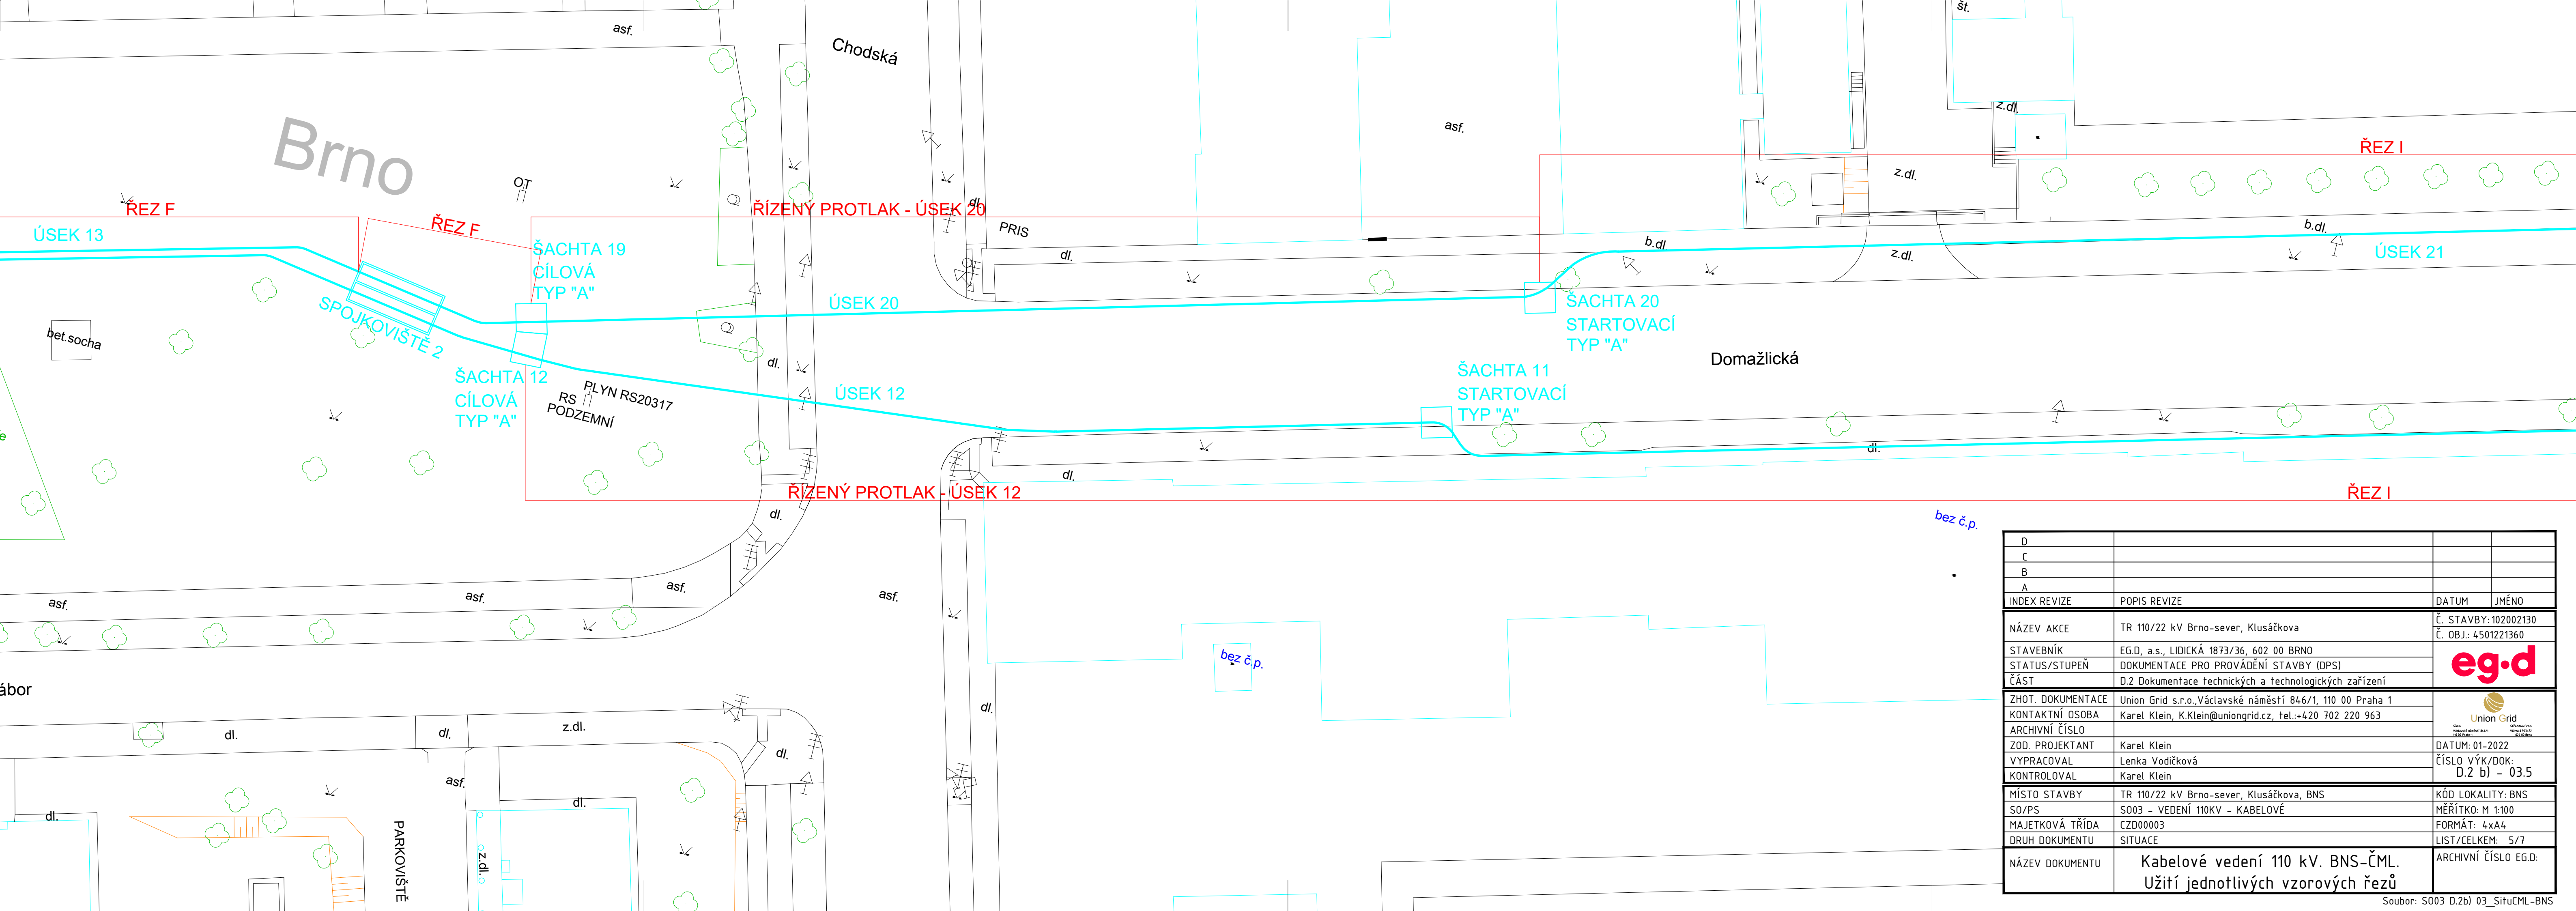 asf.
Chodská
št.
z.dl.
asf.
Brno
OT
ŘEZ F
ŘEZ F
ŘÍZENÝ PROTLAK - ÚSEK 20
dl.
PRIS
ŘEZ I
z.dl.
ÚSEK 13
ŠACHTA 19
CÍLOVÁ
TYP "A"
dl.
b.dl
z.dl.
b.dl.
ÚSEK 21
SPOJKOVIŠTĚ 2
ÚSEK 20
ŠACHTA 20
STARTOVACÍ
TYP "A"
bet.socha
dl.
Domažlická
ŠACHTA 12
CÍLOVÁ
TYP "A"
PLYN RS20317
RS
PODZEMNÍ
ÚSEK 12
ŠACHTA 11
STARTOVACÍ
TYP "A"
e
dl.
dl.
ŘÍZENÝ PROTLAK - ÚSEK 12
ŘEZ I
dl.
bez č.p.
asf.
asf.
asf.
asf.
bez č.p.
ábor
dl.
dl.
dl.
z.dl.
dl.
asf.
dl.
dl.
PARKOVIŠTĚ
z.dl.
D
C
B
A
INDEX REVIZE POPIS REVIZE DATUM JMÉNO
NÁZEV AKCE TR 110/22 kV Brno-sever, Klusáčkova Č. STAVBY: 102002130
Č. OBJ.: 4501221360
STAVEBNÍK EG.D, a.s., LIDICKÁ 1873/36, 602 00 BRNO
STATUS/STUPEŇ DOKUMENTACE PRO PROVÁDĚNÍ STAVBY (DPS)
ČÁST D.2 Dokumentace technických a technologických zařízení
eg·d
ZHOT. DOKUMENTACE Union Grid s.r.o.,Václavské náměstí 846/1, 110 00 Praha 1
KONTAKTNÍ OSOBA Karel Klein, K.Klein@uniongrid.cz, tel.:+420 702 220 963
Union Grid
ARCHIVNÍ ČÍSLO
ZOD. PROJEKTANT Karel Klein DATUM: 01-2022
VYPRACOVAL Lenka Vodičková ČÍSLO VÝK/DOK:
KONTROLOVAL Karel Klein D.2 b) - 03.5
MÍSTO STAVBY TR 110/22 kV Brno-sever, Klusáčkova, BNS KÓD LOKALITY: BNS
SO/PS SO03 - VEDENÍ 110KV - KABELOVÉ MĚŘÍTKO: M 1:100
MAJETKOVÁ TŘÍDA CZD00003 FORMÁT: 4xA4
DRUH DOKUMENTU SITUACE LIST/CELKEM: 5/7
NÁZEV DOKUMENTU Kabelové vedení 110 kV. BNS-ČML. ARCHIVNÍ ČÍSLO EG.D:
Užití jednotlivých vzorových řezů
Soubor: SO03 D.2b) 03_SituCML-BNS